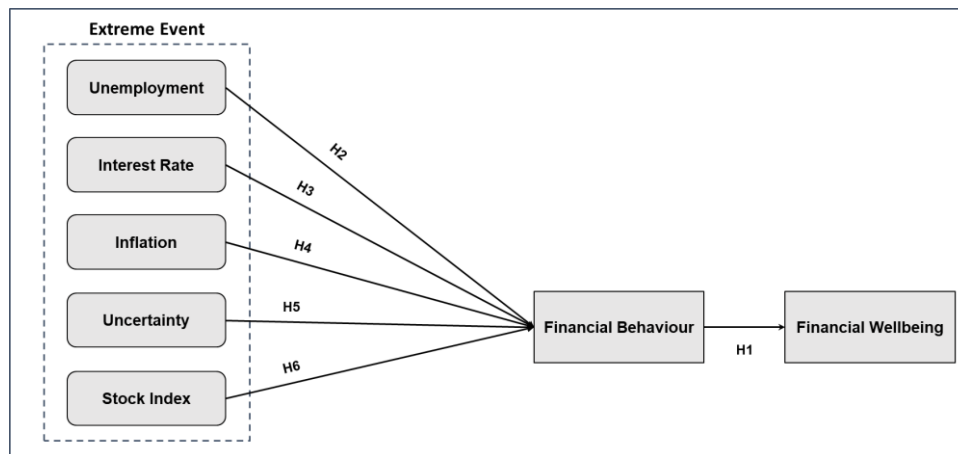 Extreme Event
Unemployment
H2
Interest Rate
H3
Inflation
H4
Uncertainty
H5
Stock Index
H6
Financial Behaviour
H1
Financial Wellbeing